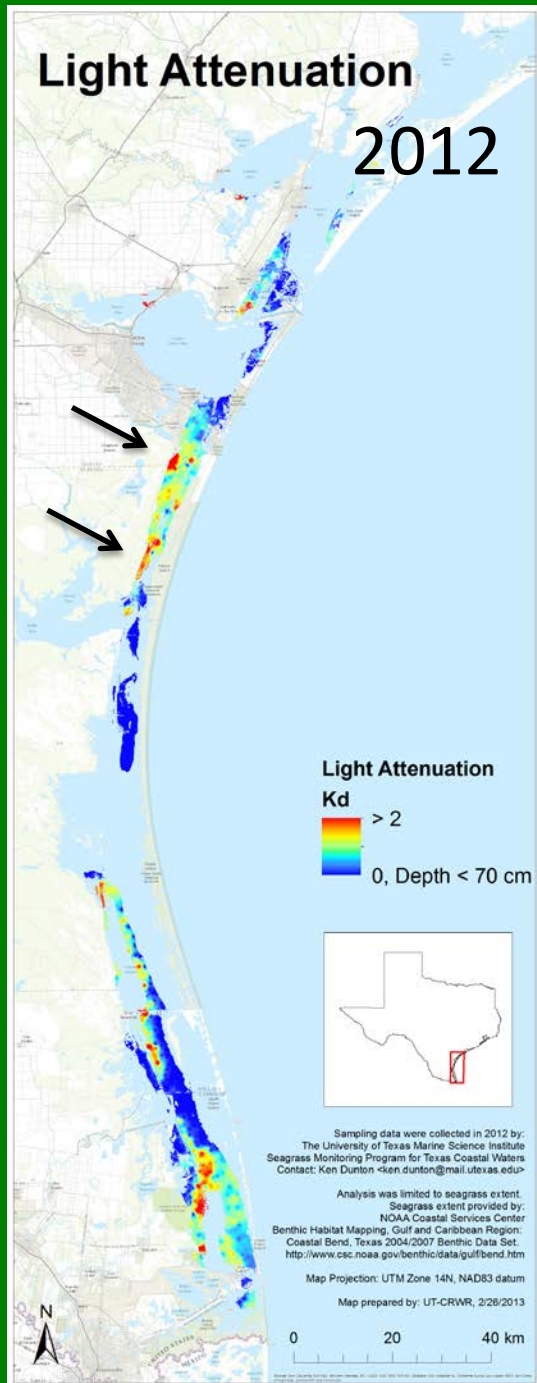 Light Attenuation
2012
Light Attenuation
Kd
> 2
0, Depth < 70 cm
Sampling data were collected in 2012 by:
The University of Texas Marine Science Institute
Seagrass Monitoring Program for Texas Coastal Waters
Contact: Ken Dunton <ken.dunton@mail.utexas.edu>
Analysis was limited to seagrass extent.
Seagrass extent provided by:
NOAA Coastal Services Center
Benthic Habitat Mapping, Gulf and Caribbean Region:
Coastal Bend, Texas 2004/2007 Benthic Data Set.
http://www.csc.noaa.gov/benthic/data/gulf/bend.htm
Map Projection: UTM Zone 14N, NAD83 datum
Map prepared by: UT-CRWR, 2/26/2013
N
0 20 40 km
UNITED STATES
MEXICO